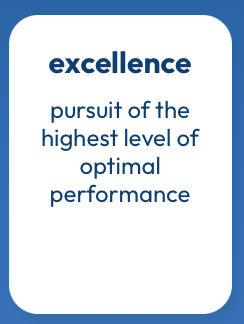 excellence
pursuit of the
highest level of
optimal
performance